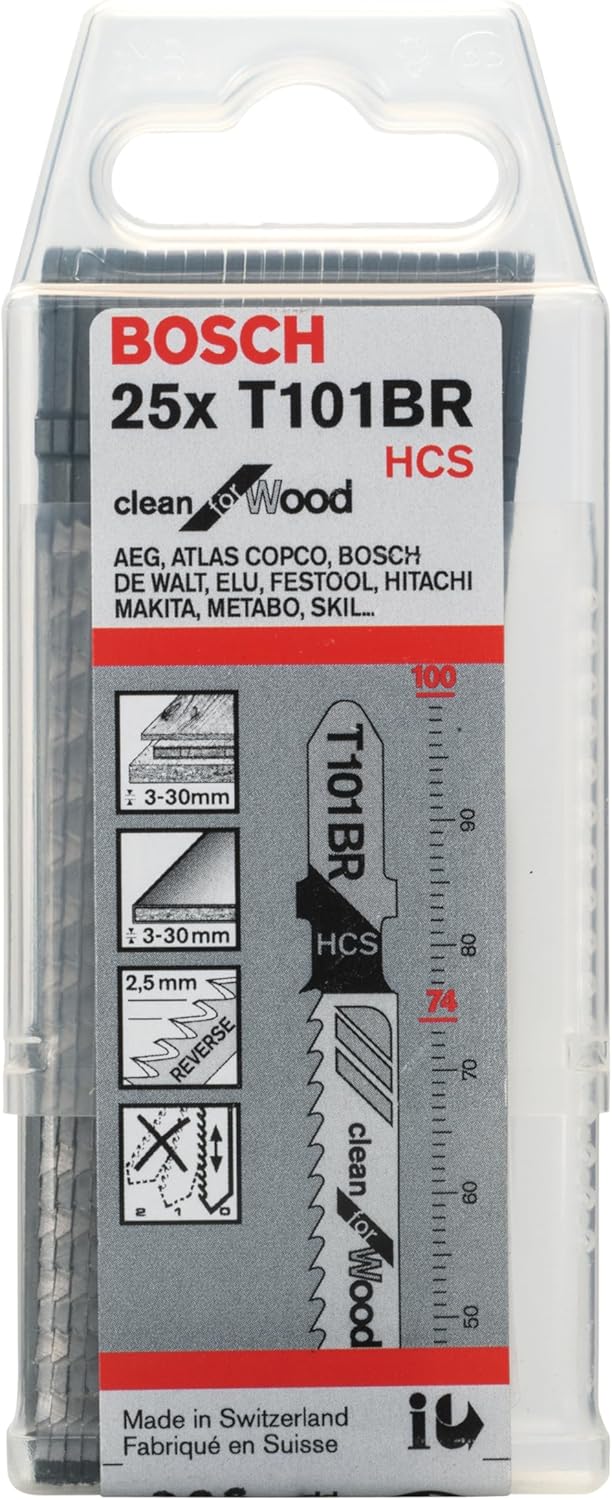 BOSCH
25x T101BR
HCS
clean for Wood
AEG, ATLAS COPCO, BOSCH
DE WALT, ELU, FESTOOL, HITACHI
MAKITA, METABO, SKIL...
3-30mm
3-30mm
2,5 mm
REVERSE
2 1 0
T101BR
HCS
clean for Wood
100
90
80
74
70
60
50
Made in Switzerland
Fabriqué en Suisse